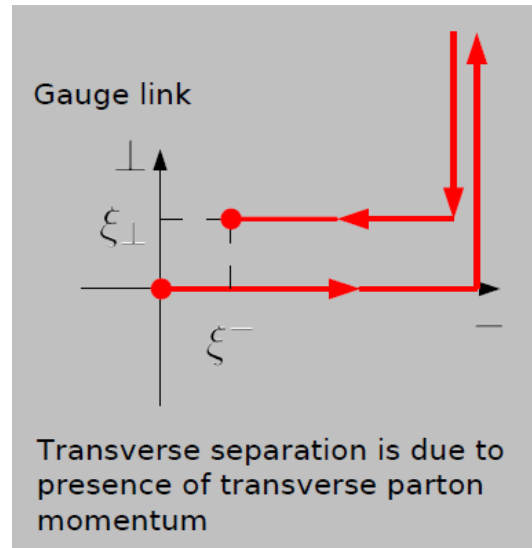 Gauge link
⊥
ξ⊥
ξ⁻
−
Transverse separation is due to
presence of transverse parton
momentum